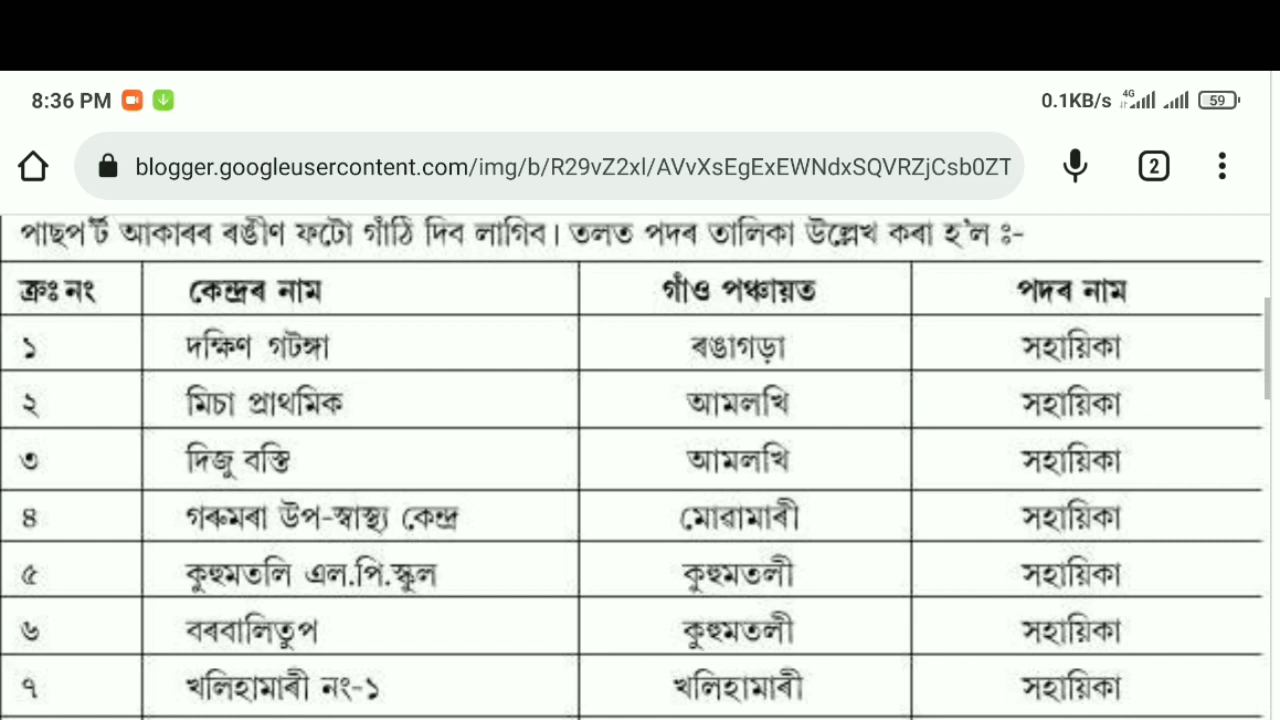 8:36 PM 0.1KB/s 4G 59
blogger.googleusercontent.com/img/b/R29vZ2xl/AVvXsEgExEWNdxSQVRZjCsb0ZT 2
পাছপ'ৰ্ট আকাৰৰ ৰঙীণ ফটো গাঁঠি দিব লাগিব। তলত পদৰ তালিকা উল্লেখ কৰা হ'ল ঃ-
ক্ৰঃ নং কেন্দ্ৰৰ নাম গাঁও পঞ্চায়ত পদৰ নাম
১ দক্ষিণ গটঙ্গা ৰঙাগড়া সহায়িকা
২ মিচা প্ৰাথমিক আমলখি সহায়িকা
৩ দিজু বস্তি আমলখি সহায়িকা
৪ গৰুমৰা উপ-স্বাস্থ্য কেন্দ্ৰ মোৱামাৰী সহায়িকা
৫ কুহুমতলি এল.পি.স্কুল কুহুমতলী সহায়িকা
৬ বৰবালিতুপ কুহুমতলী সহায়িকা
৭ খলিহামাৰী নং-১ খলিহামাৰী সহায়িকা